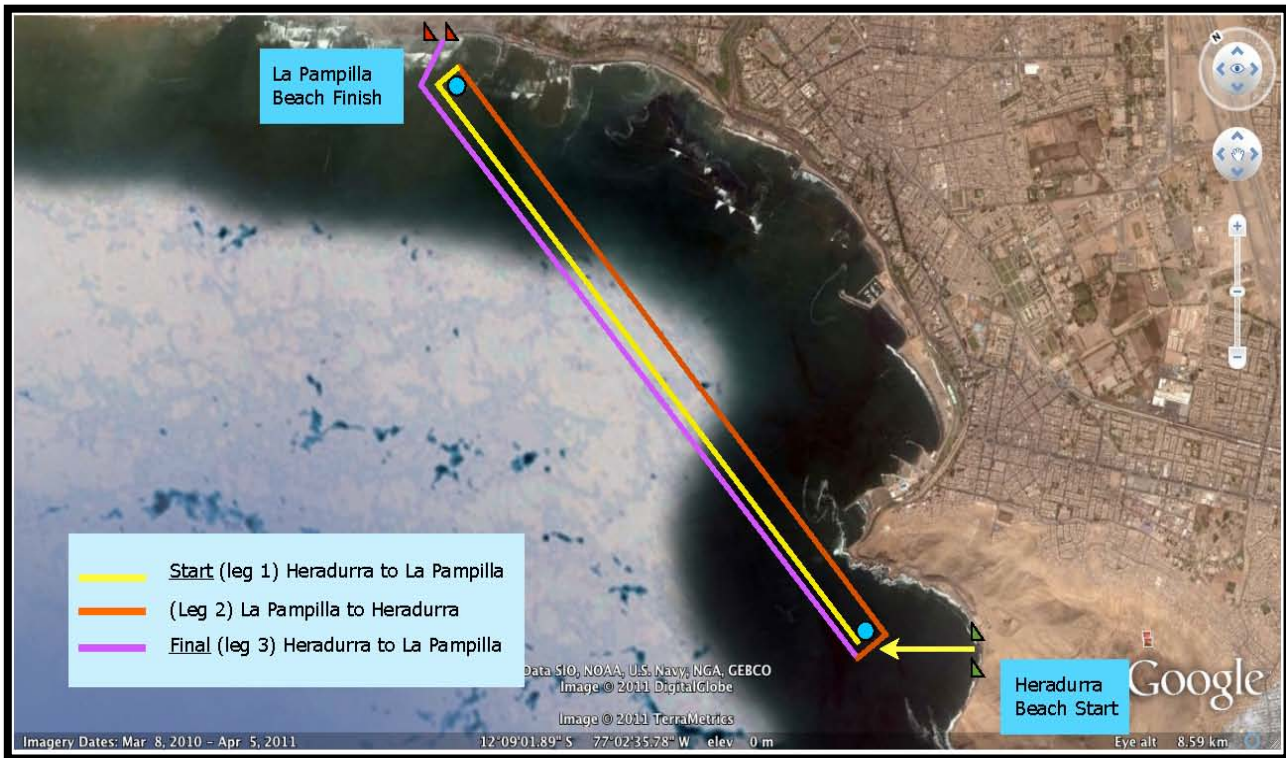 La Pampilla
Beach Finish
N
Start (leg 1) Heradurra to La Pampilla
(Leg 2) La Pampilla to Heradurra
Final (leg 3) Heradurra to La Pampilla
Data SIO, NOAA, U.S. Navy, NGA, GEBCO
Image © 2011 DigitalGlobe
Image © 2011 TerraMetrics
Heradurra
Beach Start
Google
Imagery Dates: Mar 8, 2010 - Apr 5, 2011
12°09'01.89" S 77°02'35.78" W elev 0 m
Eye alt 8.59 km